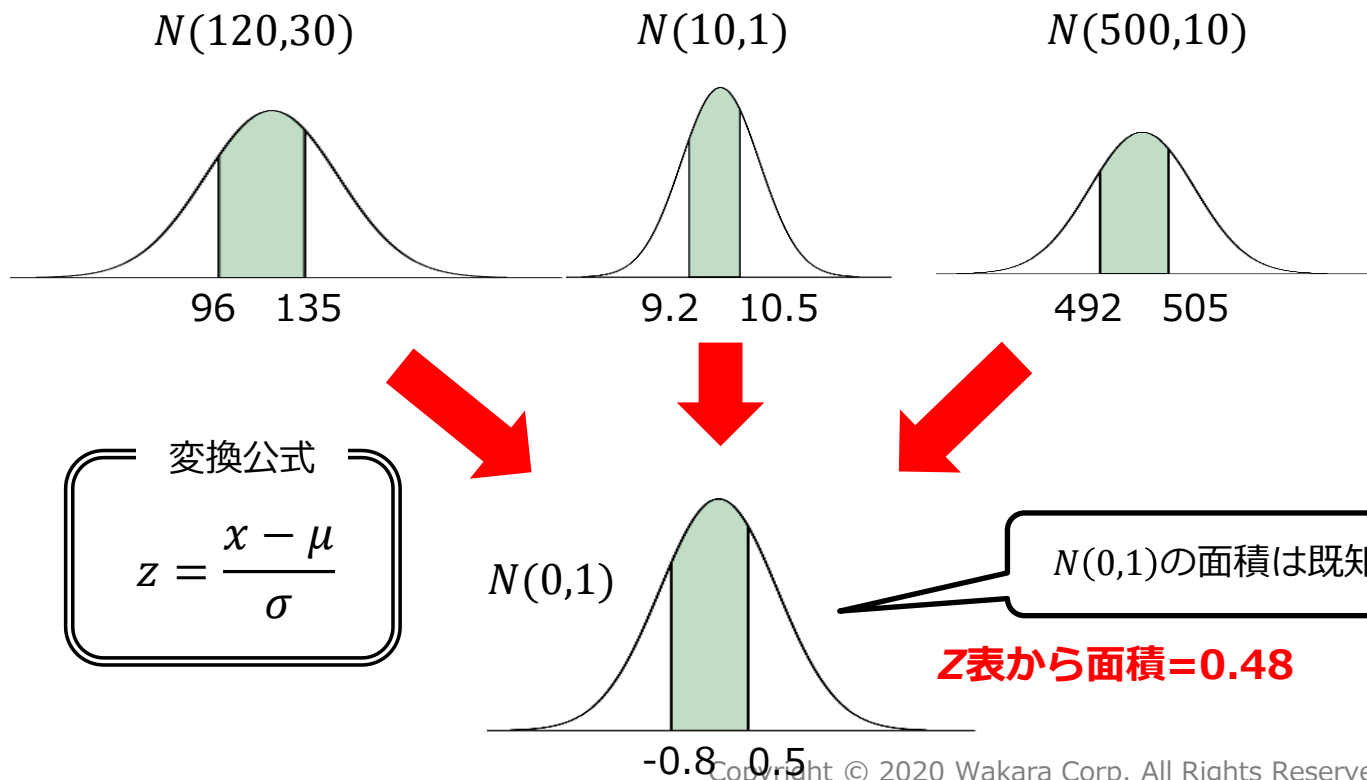 N(120,30)
N(10,1)
N(500,10)
96 135
9.2 10.5
492 505
変換公式
z = \frac{x - μ}{σ}
N(0,1)
N(0,1)の面積は既知
Z表から面積=0.48
-0.8 0.5
Copyright © 2020 Wakara Corp. All Rights Reserve